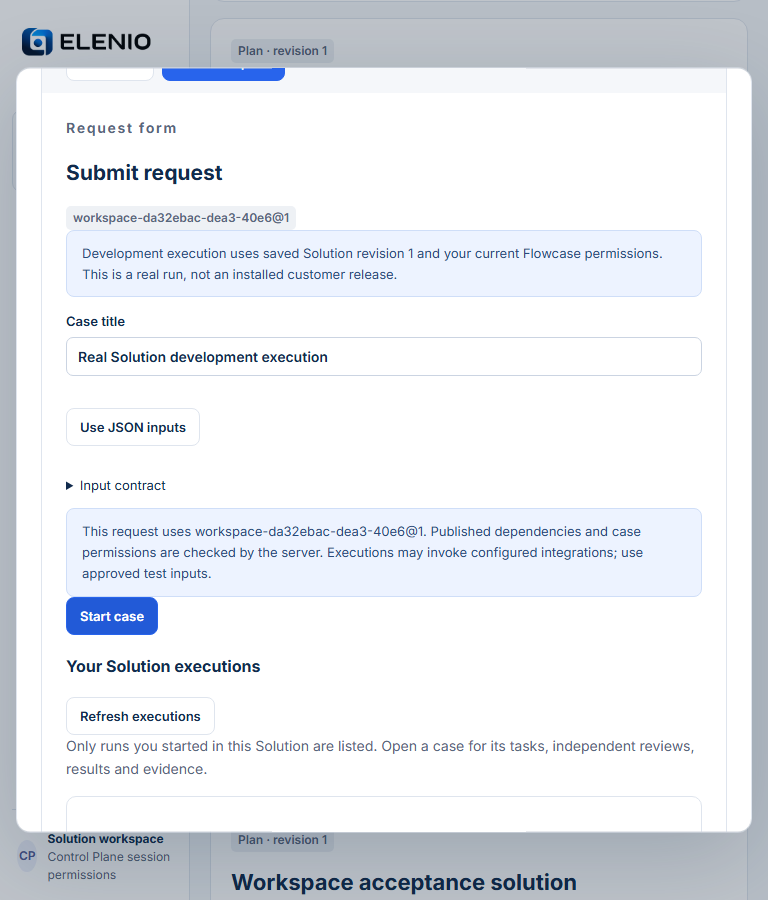 ELENIO
Plan · revision 1
Request form
Submit request
workspace-da32ebac-dea3-40e6@1
Development execution uses saved Solution revision 1 and your current Flowcase permissions.
This is a real run, not an installed customer release.
Case title
Real Solution development execution
Use JSON inputs
Input contract
This request uses workspace-da32ebac-dea3-40e6@1. Published dependencies and case
permissions are checked by the server. Executions may invoke configured integrations; use
approved test inputs.
Start case
Your Solution executions
Refresh executions
Only runs you started in this Solution are listed. Open a case for its tasks, independent reviews,
results and evidence.
CP
Solution workspace
Control Plane session
permissions
Plan · revision 1
Workspace acceptance solution